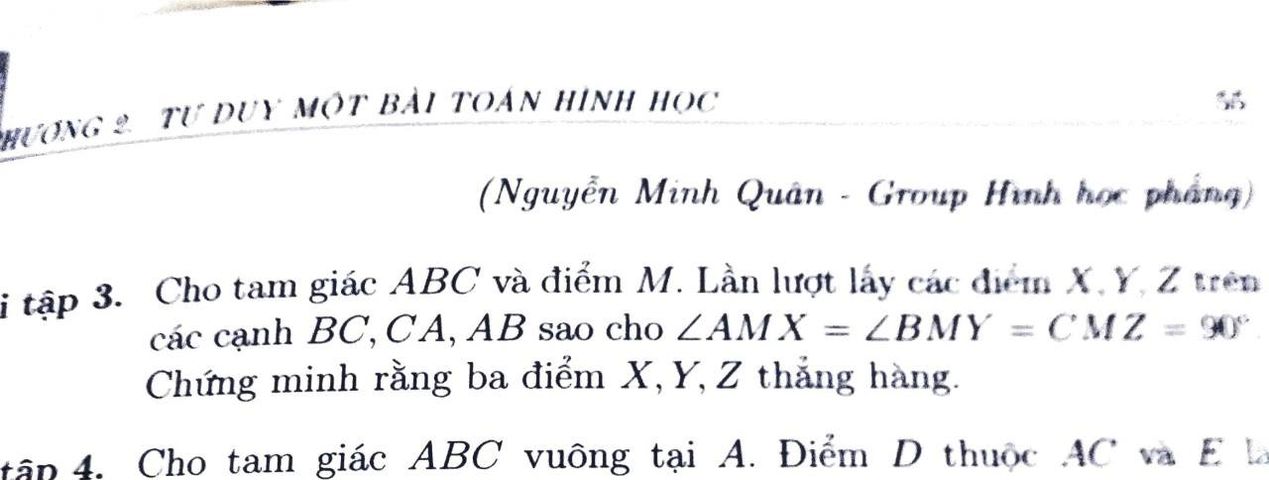 HƯƠNG 2. TƯ DUY MỘT BÀI TOÁN HÌNH HỌC 55
(Nguyễn Minh Quân - Group Hình học phẳng)
i tập 3. Cho tam giác ABC và điểm M. Lần lượt lấy các điểm X, Y, Z trên
các cạnh BC, CA, AB sao cho ∠AMX = ∠BMY = CMZ = 90°.
Chứng minh rằng ba điểm X, Y, Z thẳng hàng.
tập 4. Cho tam giác ABC vuông tại A. Điểm D thuộc AC và E là